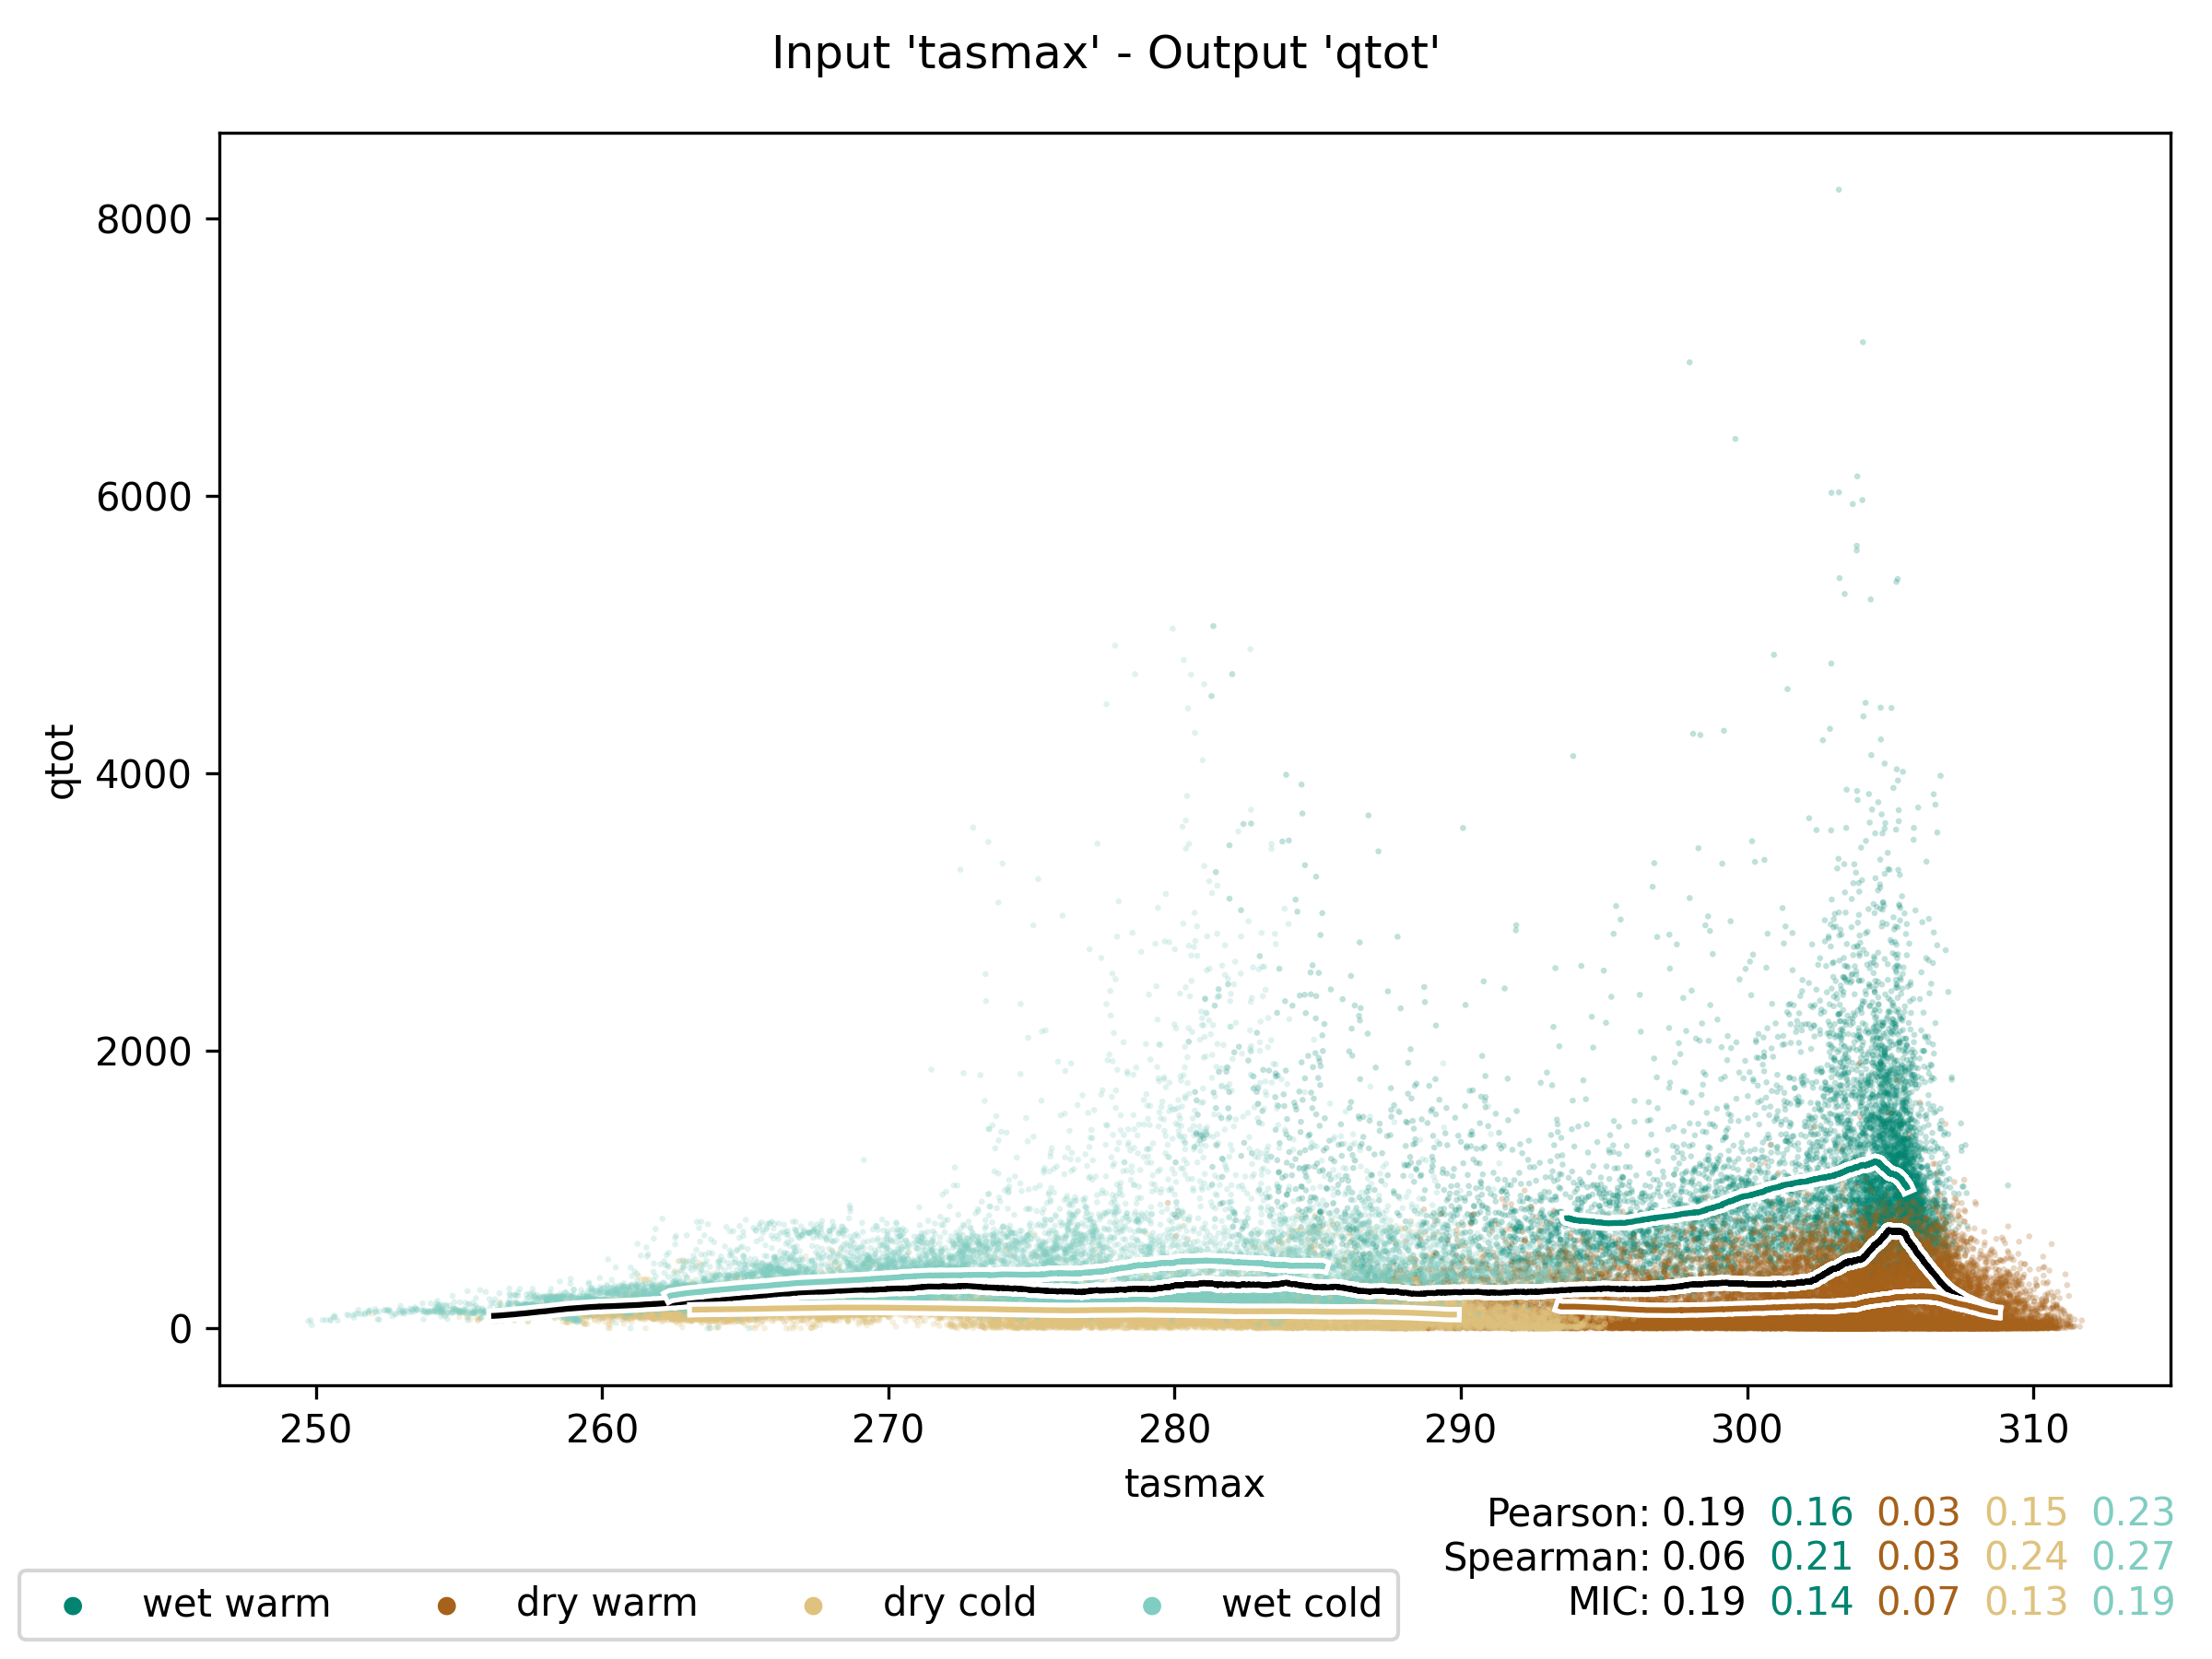 Input 'tasmax' - Output 'qtot'
8000
6000
4000
2000
0
qtot
250 260 270 280 290 300 310
tasmax
Pearson: 0.19 0.16 0.03 0.15 0.23
Spearman: 0.06 0.21 0.03 0.24 0.27
MIC: 0.19 0.14 0.07 0.13 0.19
wet warm dry warm dry cold wet cold